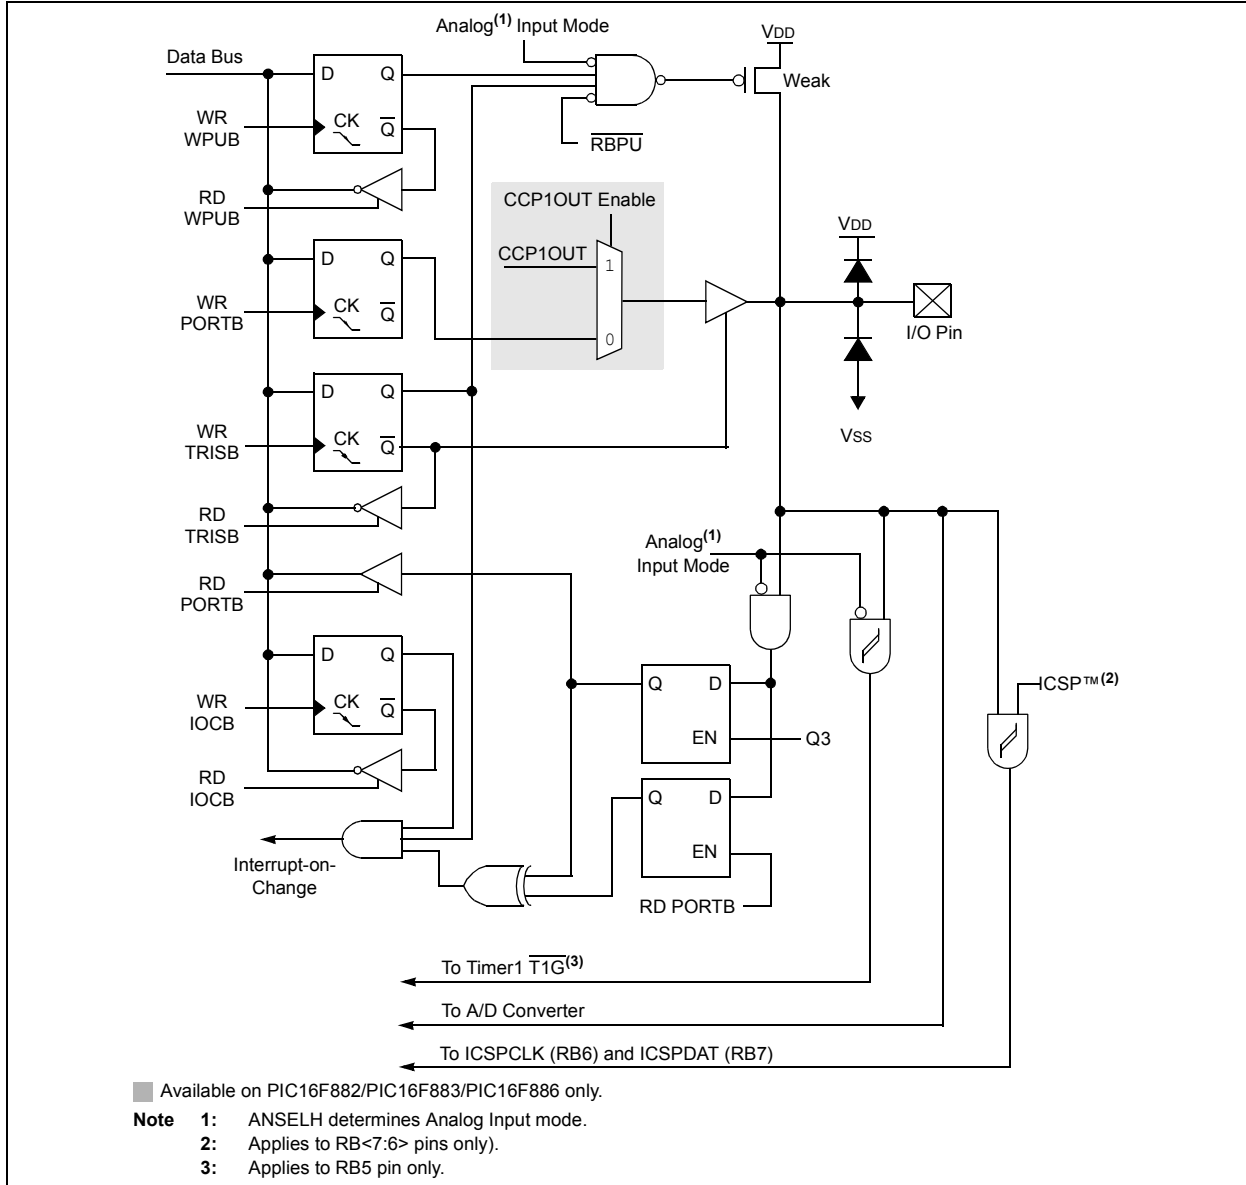 Analog(1) Input Mode
VDD
Data Bus
D Q
Weak
WR
WPUB
CK
Q
RBPU
RD
WPUB
CCP1OUT Enable
VDD
CCP1OUT
1
D Q
WR
PORTB
CK
Q
0
I/O Pin
D Q
WR
TRISB
CK
Q
VSS
RD
TRISB
Analog(1)
Input Mode
RD
PORTB
D Q
Q D
ICSP™(2)
WR
IOCB
CK
Q
EN
Q3
RD
IOCB
Q D
EN
Interrupt-on-
Change
RD PORTB
To Timer1 T1G(3)
To A/D Converter
To ICSPCLK (RB6) and ICSPDAT (RB7)
Available on PIC16F882/PIC16F883/PIC16F886 only.
Note 1: ANSELH determines Analog Input mode.
2: Applies to RB<7:6> pins only).
3: Applies to RB5 pin only.